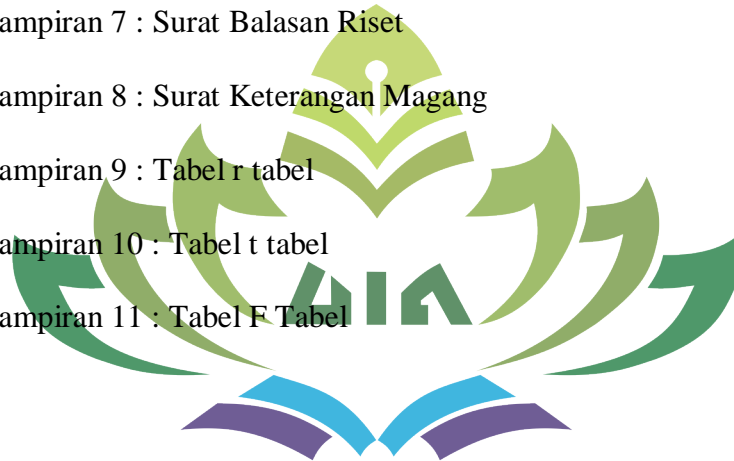 ampiran 7 : Surat Balasan Riset
ampiran 8 : Surat Keterangan Magang
ampiran 9 : Tabel r tabel
ampiran 10 : Tabel t tabel
ampiran 11 : Tabel F Tabel